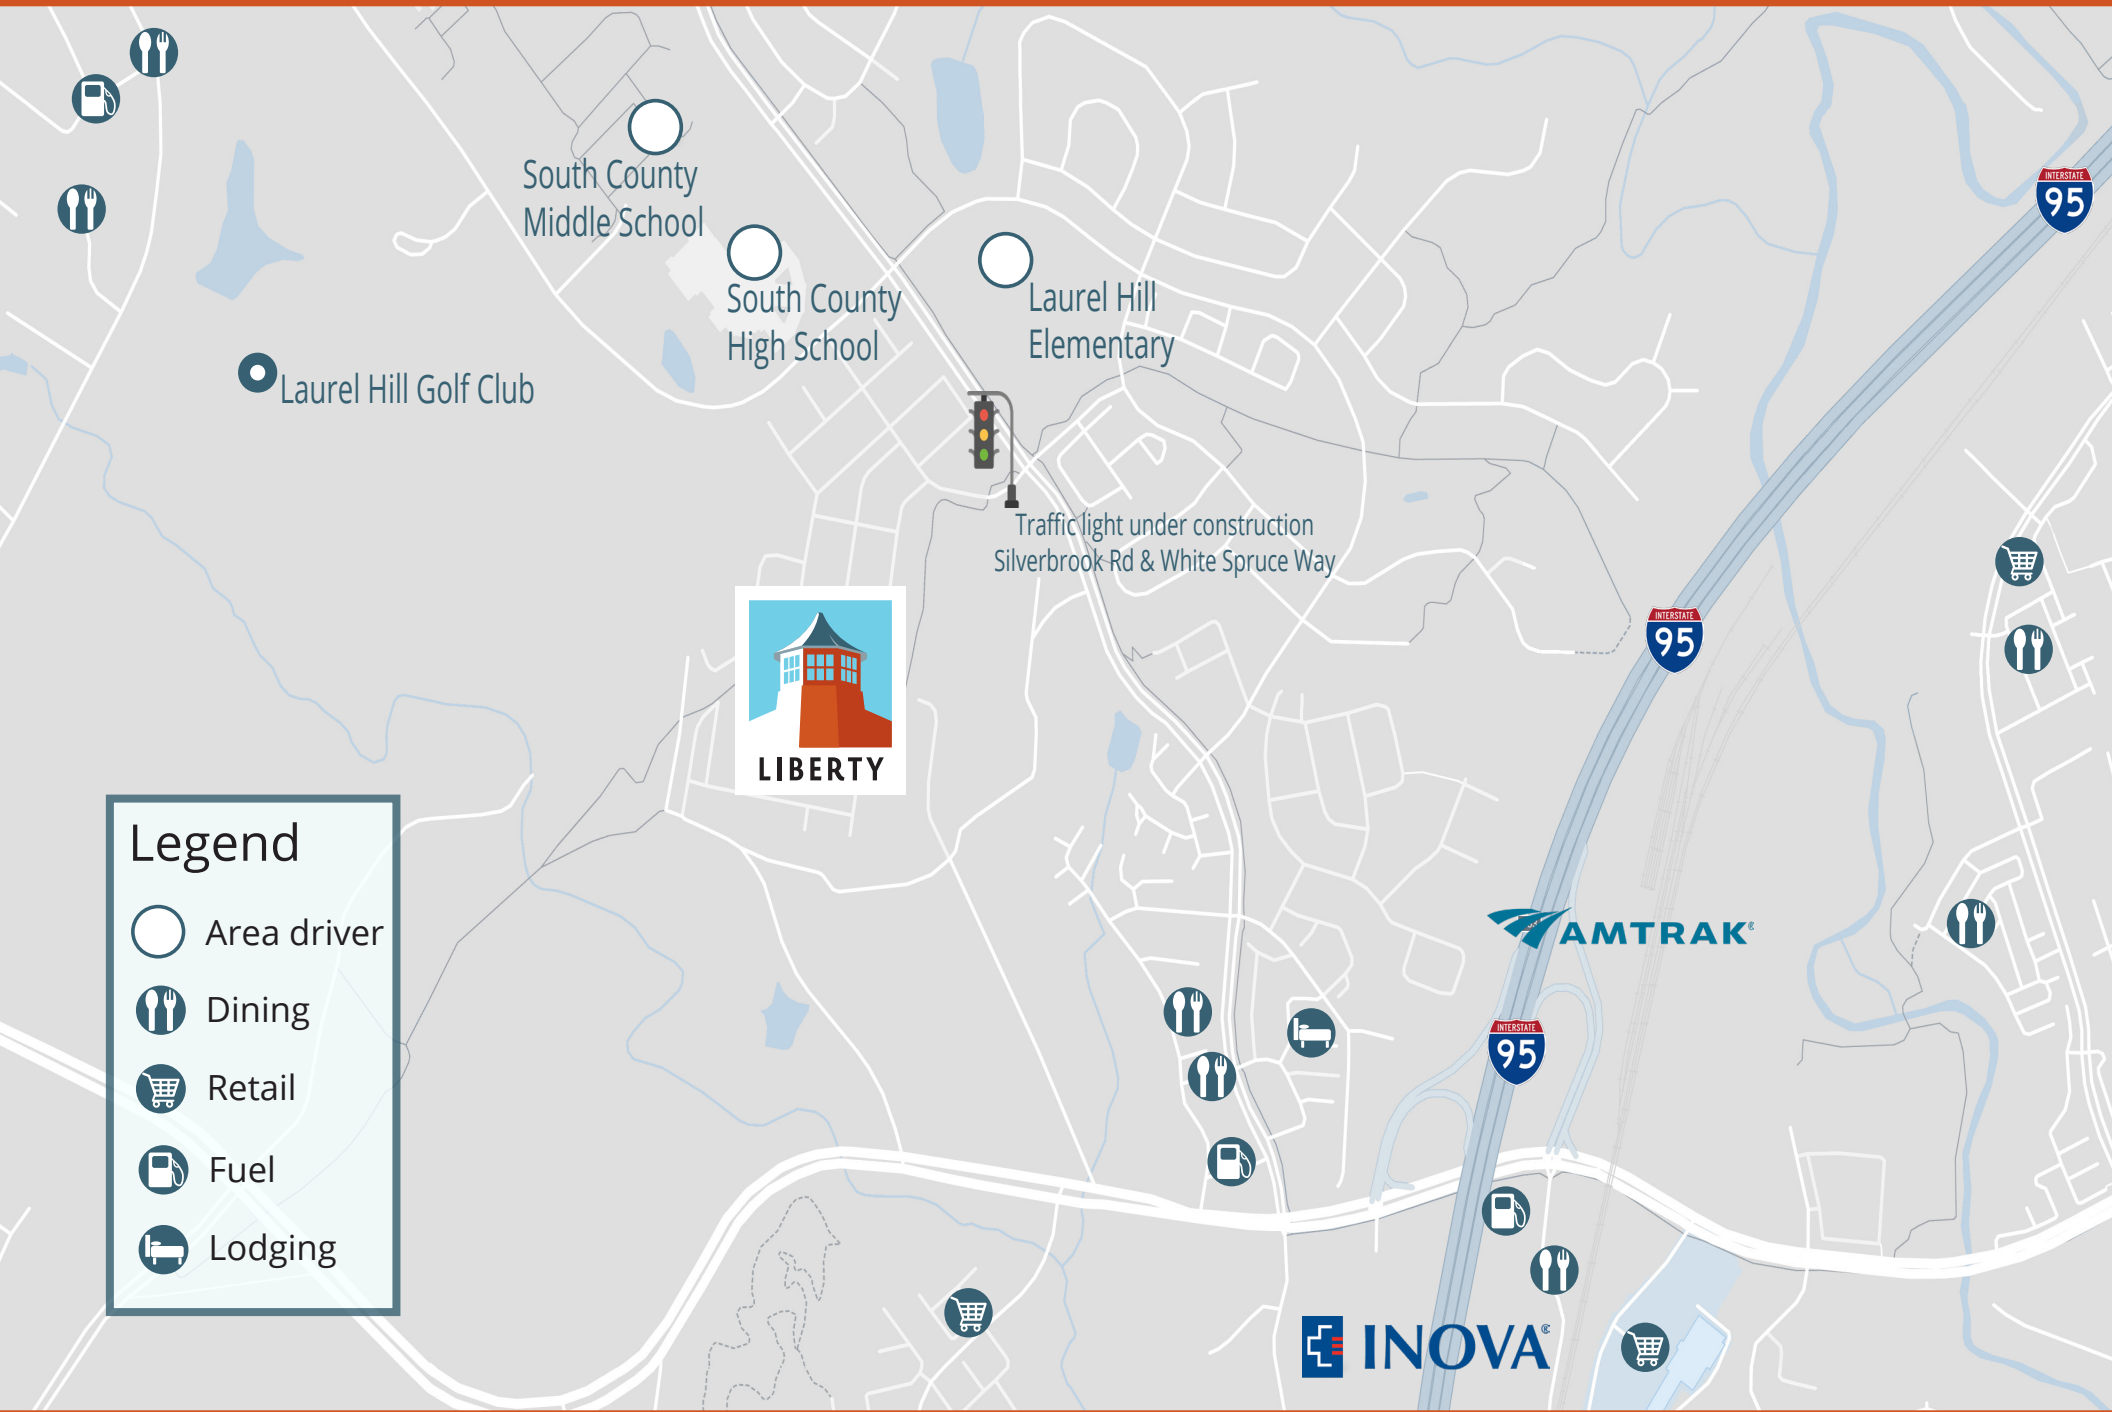 INTERSTATE
95
South County
Middle School
South County
High School
Laurel Hill
Elementary
Laurel Hill Golf Club
Traffic light under construction
Silverbrook Rd & White Spruce Way
INTERSTATE
95
LIBERTY
Legend
Area driver
Dining
Retail
Fuel
Lodging
AMTRAK
INTERSTATE
95
INOVA